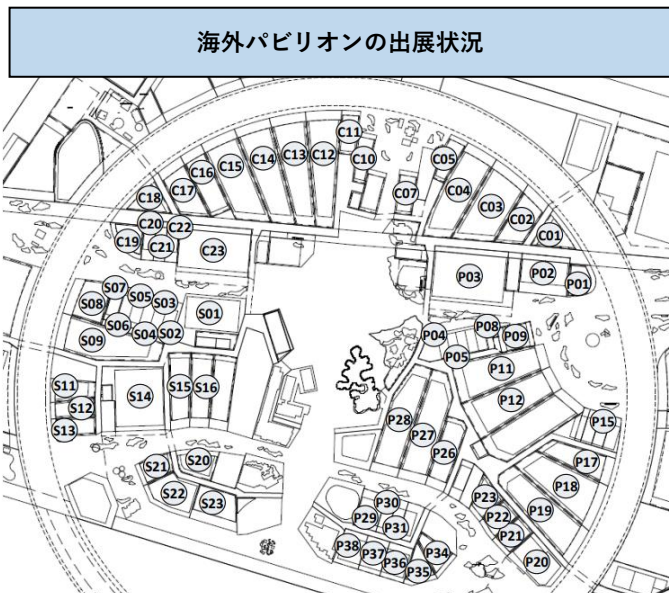 海外パビリオンの出展状況
C11
C10
C12
C13
C14
C15
C16
C17
C18
C05
C04
C07
C03
C02
C01
C20
C22
C19
C21
C23
P03
P02
P01
S07
S05
S03
S08
S01
S06
S04
S02
S09
P04
P08
P09
P05
P11
P12
S11
S12
S13
S14
S15
S16
P28
P27
P26
P15
P17
P18
P19
P20
P23
P22
P21
S21
S20
S22
S23
P30
P29
P31
P38
P37
P36
P35
P34